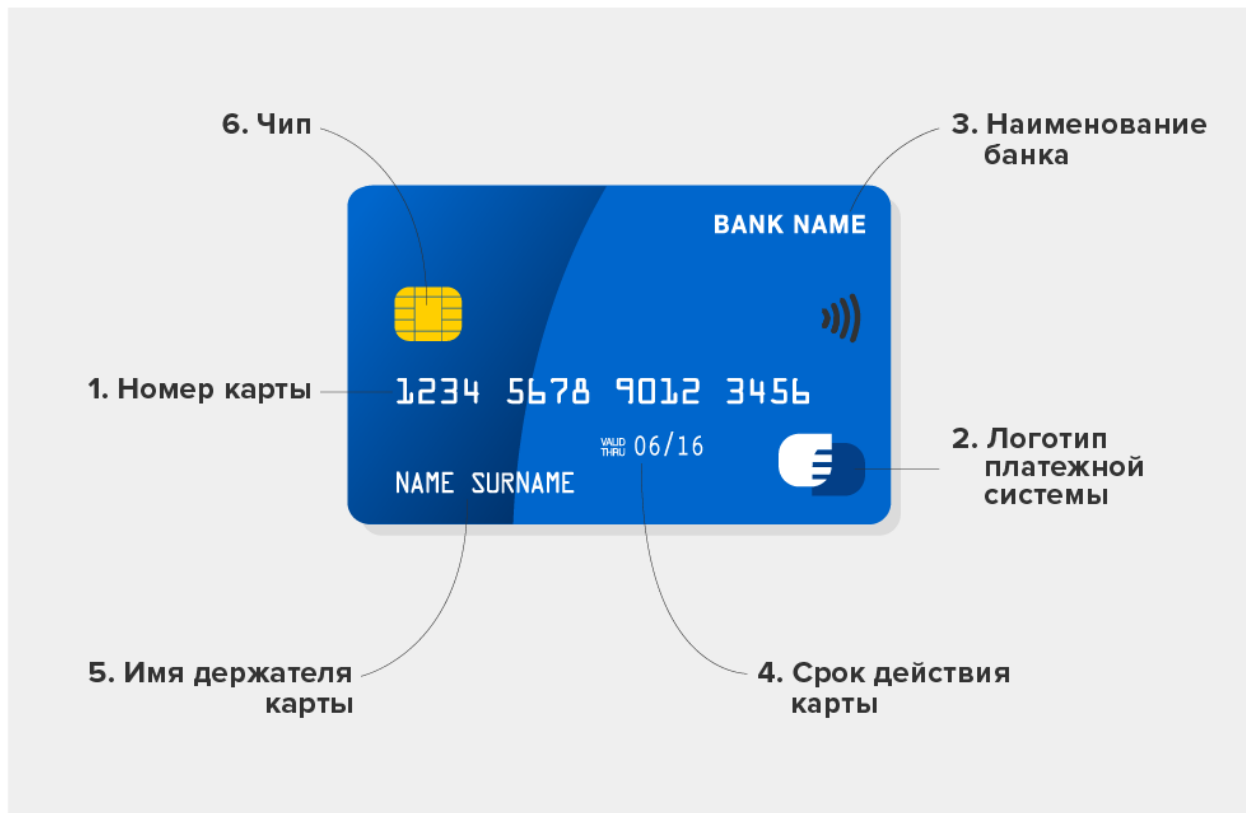 6. Чип
3. Наименование
банка
BANK NAME
1. Номер карты
1234 5678 9012 3456
VALID
THRU
06/16
NAME SURNAME
2. Логотип
платежной
системы
5. Имя держателя
карты
4. Срок действия
карты